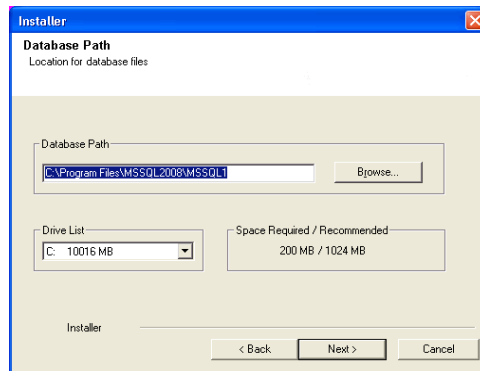 Installer
Database Path
Location for database files
Database Path
C:\Program Files\MSSQL2008\MSSQL1
Browse...
Drive List
C: 10016 MB
Space Required / Recommended
200 MB / 1024 MB
Installer
< Back
Next >
Cancel